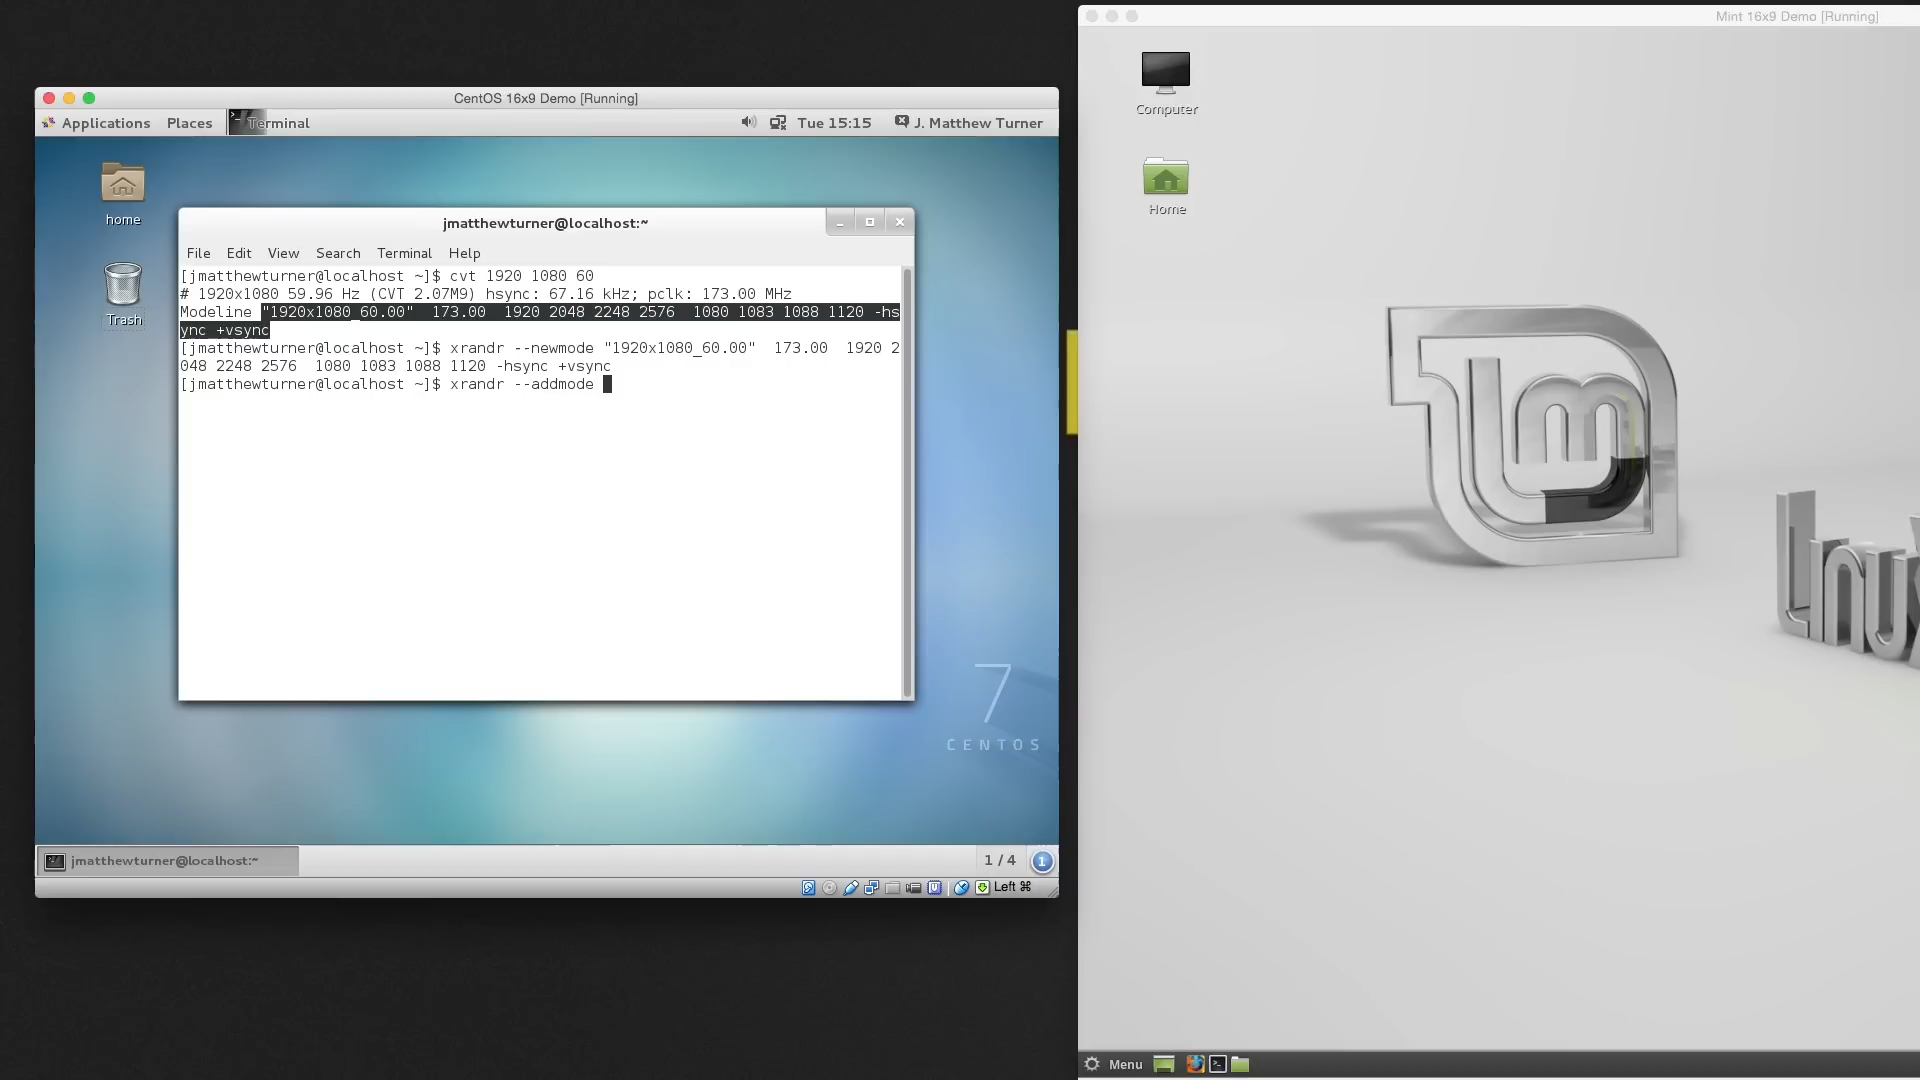 CentOS 16x9 Demo [Running]
Applications Places Terminal Tue 15:15 J. Matthew Turner
home
Trash
jmatthewturner@localhost:~
File Edit View Search Terminal Help
[jmatthewturner@localhost ~]$ cvt 1920 1080 60
# 1920x1080 59.96 Hz (CVT 2.07M9) hsync: 67.16 kHz; pclk: 173.00 MHz
Modeline "1920x1080_60.00"  173.00  1920 2048 2248 2576  1080 1083 1088 1120 -hs
ync +vsync
[jmatthewturner@localhost ~]$ xrandr --newmode "1920x1080_60.00"  173.00  1920 2
048 2248 2576  1080 1083 1088 1120 -hsync +vsync
[jmatthewturner@localhost ~]$ xrandr --addmode
7
CENTOS
jmatthewturner@localhost:~
1 / 4
1
Left ⌘
Mint 16x9 Demo [Running]
Computer
Home
lm
Linux
Menu